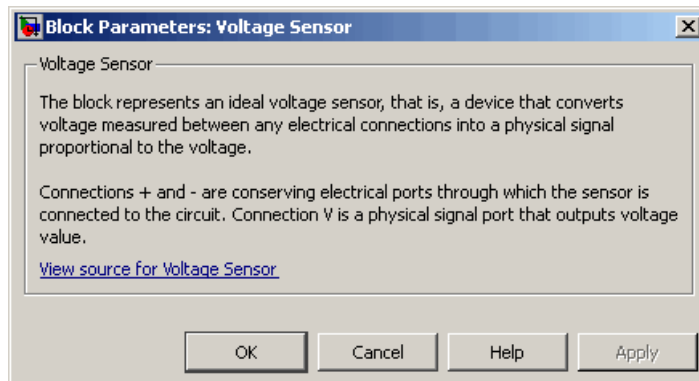 Block Parameters: Voltage Sensor
Voltage Sensor
The block represents an ideal voltage sensor, that is, a device that converts
voltage measured between any electrical connections into a physical signal
proportional to the voltage.
Connections + and - are conserving electrical ports through which the sensor is
connected to the circuit. Connection V is a physical signal port that outputs voltage
value.
View source for Voltage Sensor
OK Cancel Help Apply